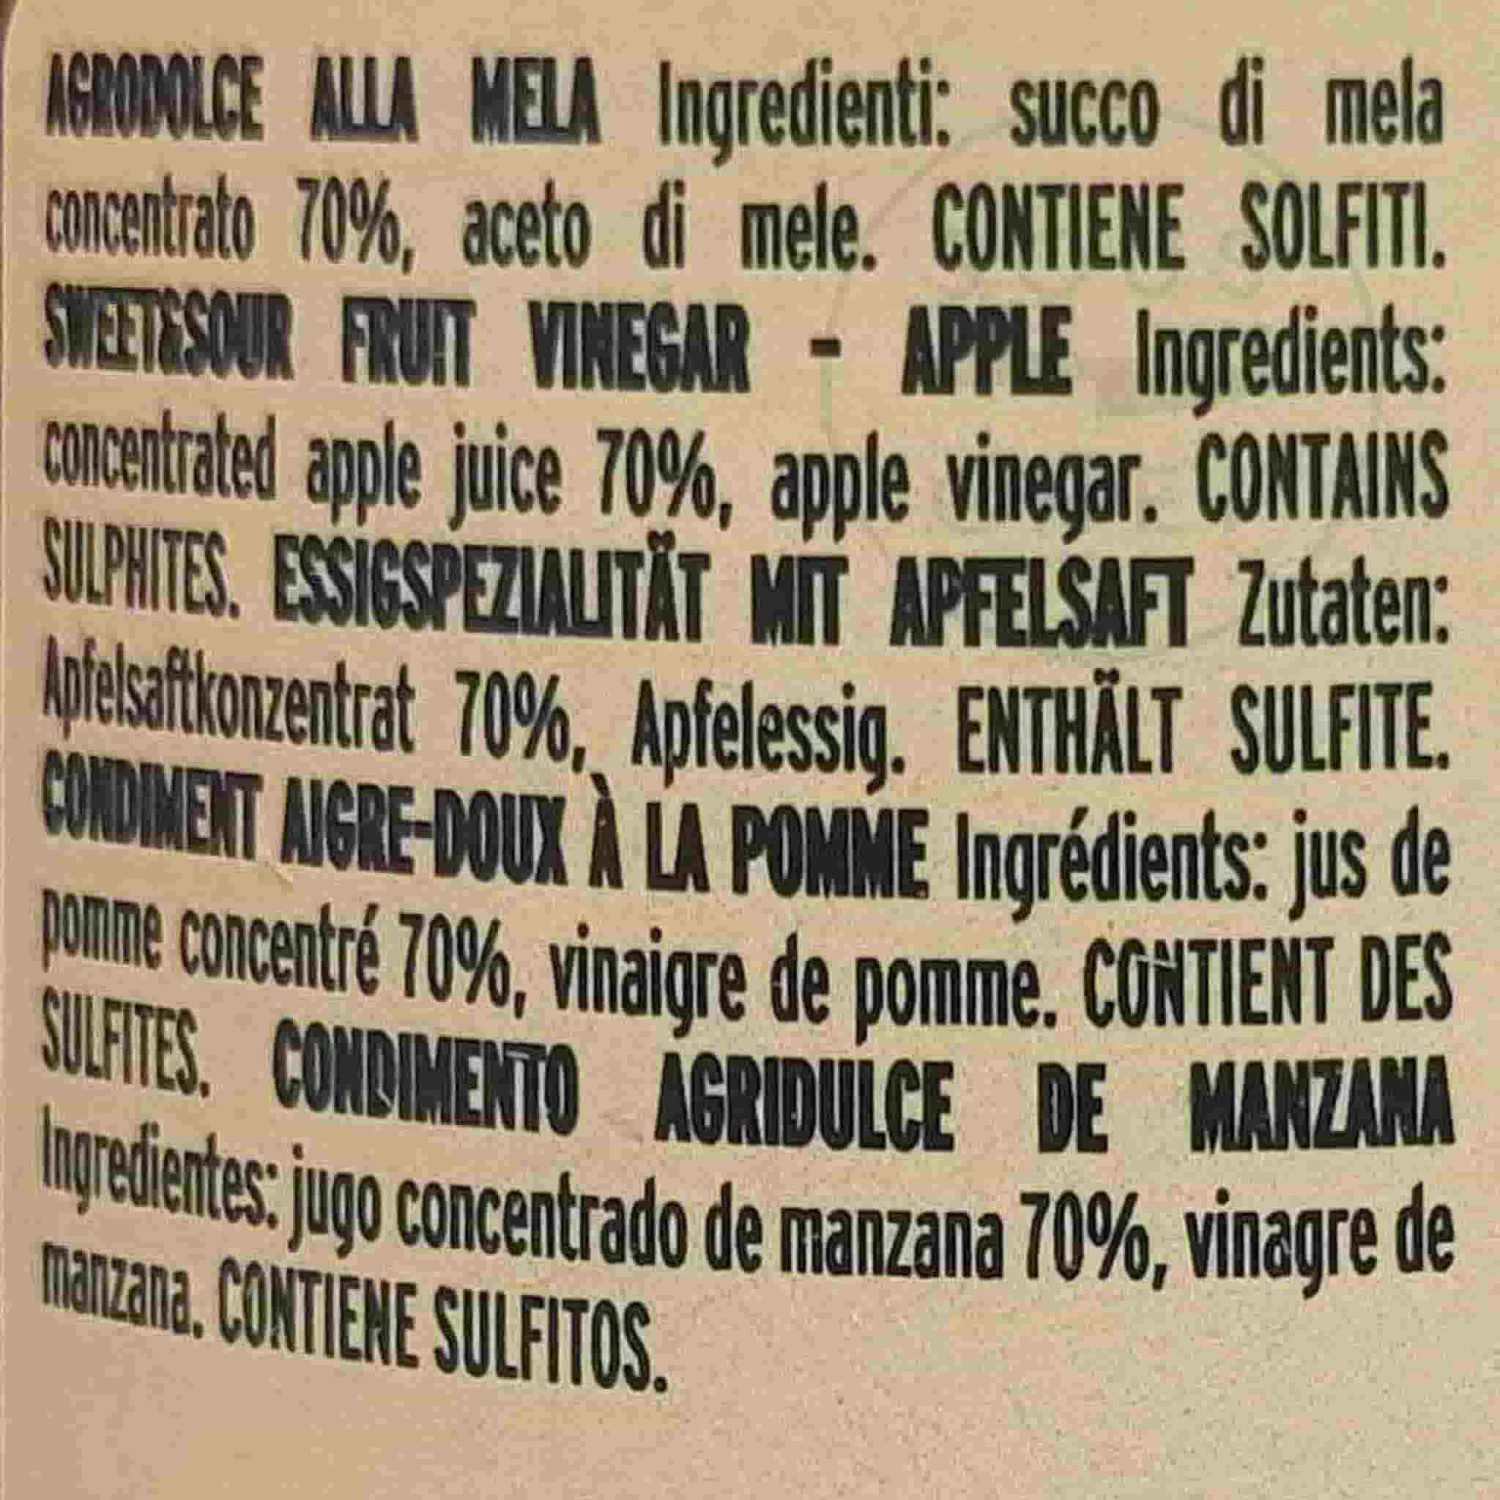 AGRODOLCE ALLA MELA Ingredienti: succo di mela
concentrato 70%, aceto di mele. CONTIENE SOLFITI.
SWEET&SOUR FRUIT VINEGAR - APPLE Ingredients:
concentrated apple juice 70%, apple vinegar. CONTAINS
SULPHITES. ESSIGSPEZIALITÄT MIT APFELSAFT Zutaten:
Apfelsaftkonzentrat 70%, Apfelessig. ENTHÄLT SULFITE.
CONDIMENT AIGRE-DOUX À LA POMME Ingrédients: jus de
pomme concentré 70%, vinaigre de pomme. CONTIENT DES
SULFITES. CONDIMENTO AGRIDULCE DE MANZANA
Ingredientes: jugo concentrado de manzana 70%, vinagre de
manzana. CONTIENE SULFITOS.